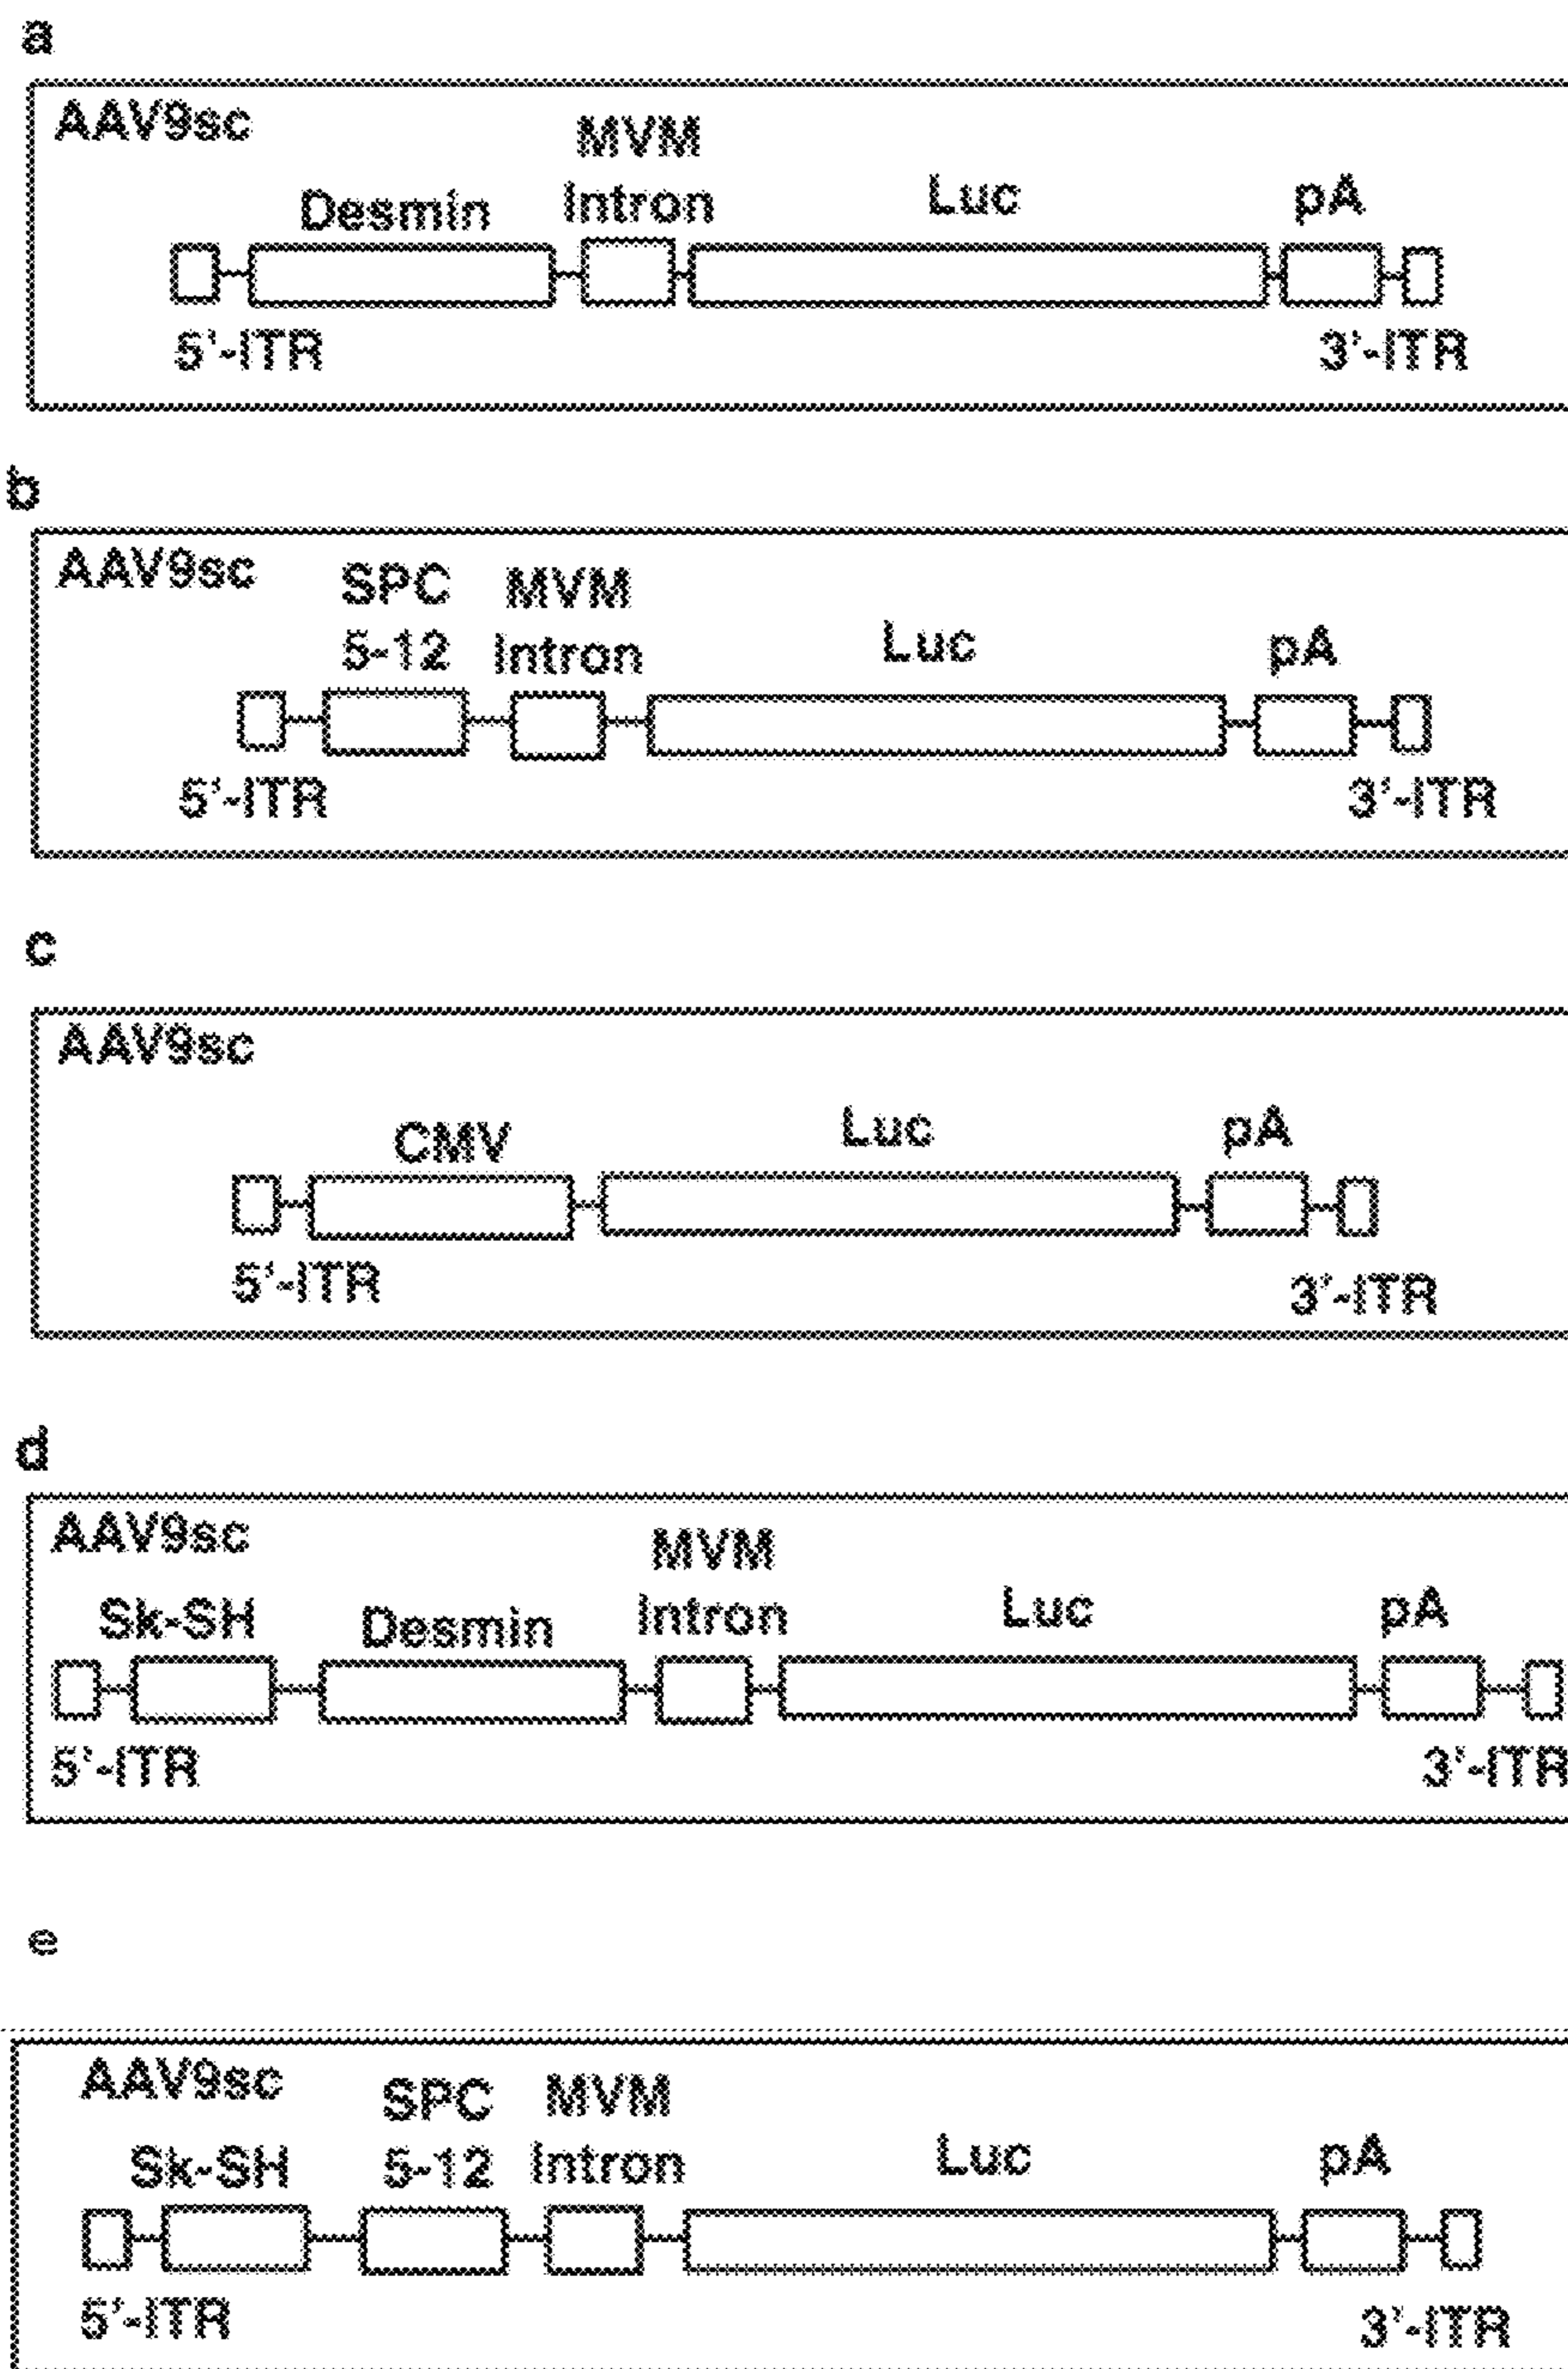 a
AAV9sc
MVM
Desmin Intron Luc pA
5'-ITR 3'-ITR
b
AAV9sc SPC MVM
5-12 Intron Luc pA
5'-ITR 3'-ITR
c
AAV9sc
CMV Luc pA
5'-ITR 3'-ITR
d
AAV9sc MVM
Sk-SH Desmin Intron Luc pA
5'-ITR 3'-ITR
e
AAV9sc SPC MVM
Sk-SH 5-12 Intron Luc pA
5'-ITR 3'-ITR